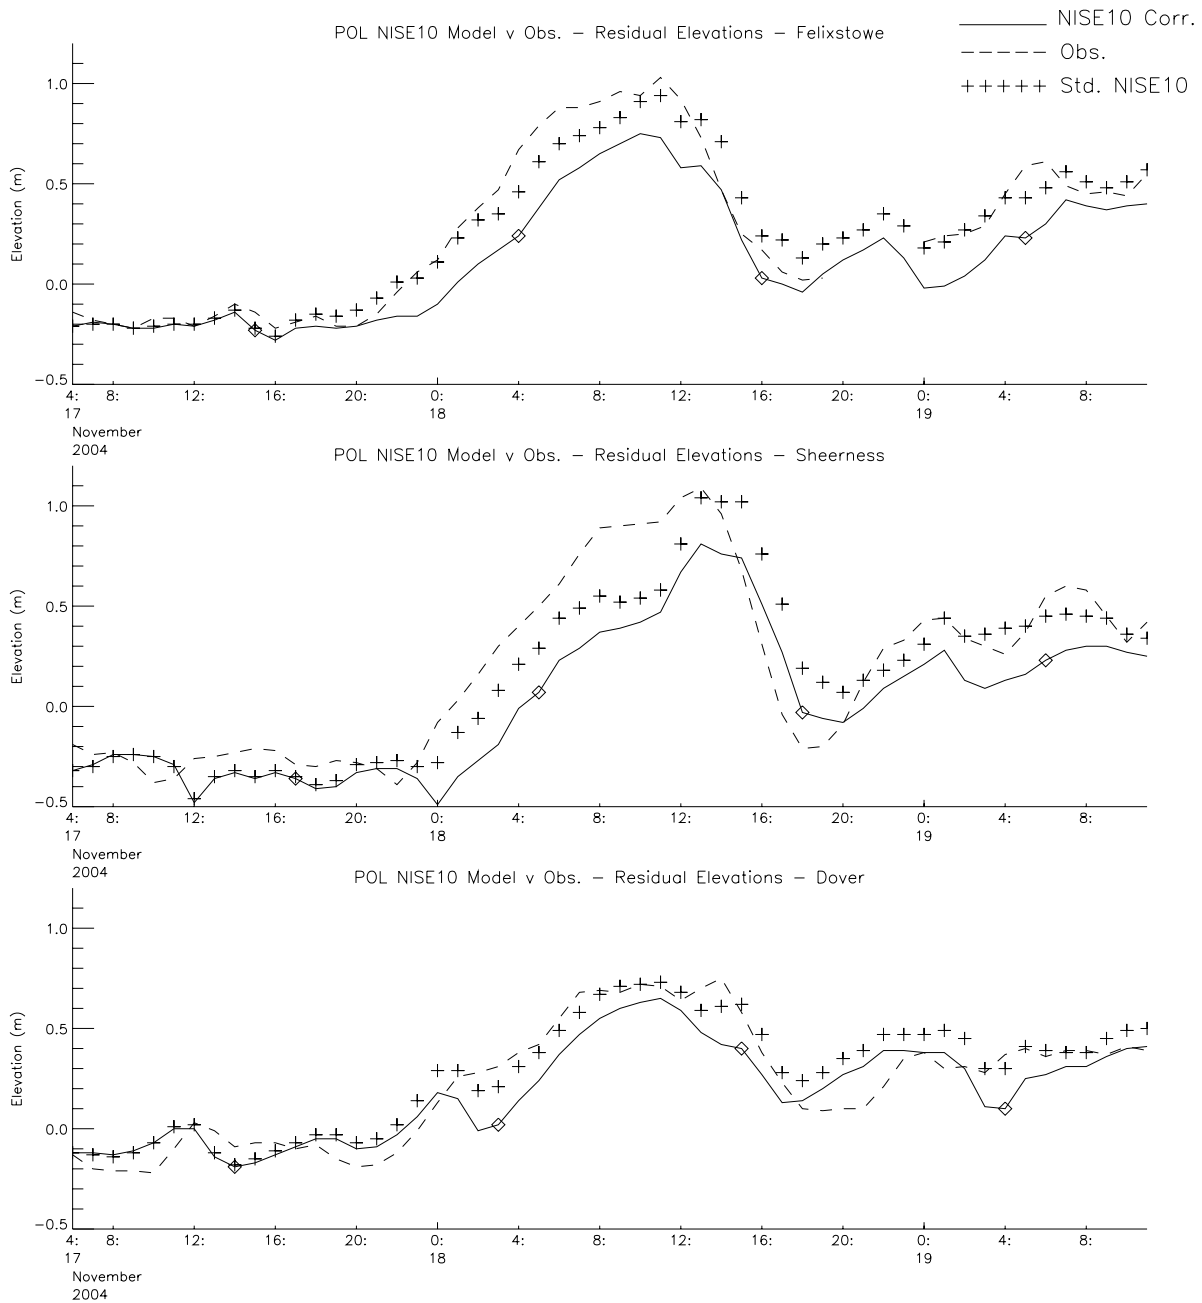 NISE10 Corr.
Obs.
Std. NISE10
POL NISE10 Model v Obs. – Residual Elevations – Felixstowe
1.0
0.5
0.0
−0.5
Elevation (m)
4: 8: 12: 16: 20: 0: 4: 8: 12: 16: 20: 0: 4: 8:
17 18 19
November
2004
POL NISE10 Model v Obs. – Residual Elevations – Sheerness
1.0
0.5
0.0
−0.5
Elevation (m)
4: 8: 12: 16: 20: 0: 4: 8: 12: 16: 20: 0: 4: 8:
17 18 19
November
2004
POL NISE10 Model v Obs. – Residual Elevations – Dover
1.0
0.5
0.0
−0.5
Elevation (m)
4: 8: 12: 16: 20: 0: 4: 8: 12: 16: 20: 0: 4: 8:
17 18 19
November
2004